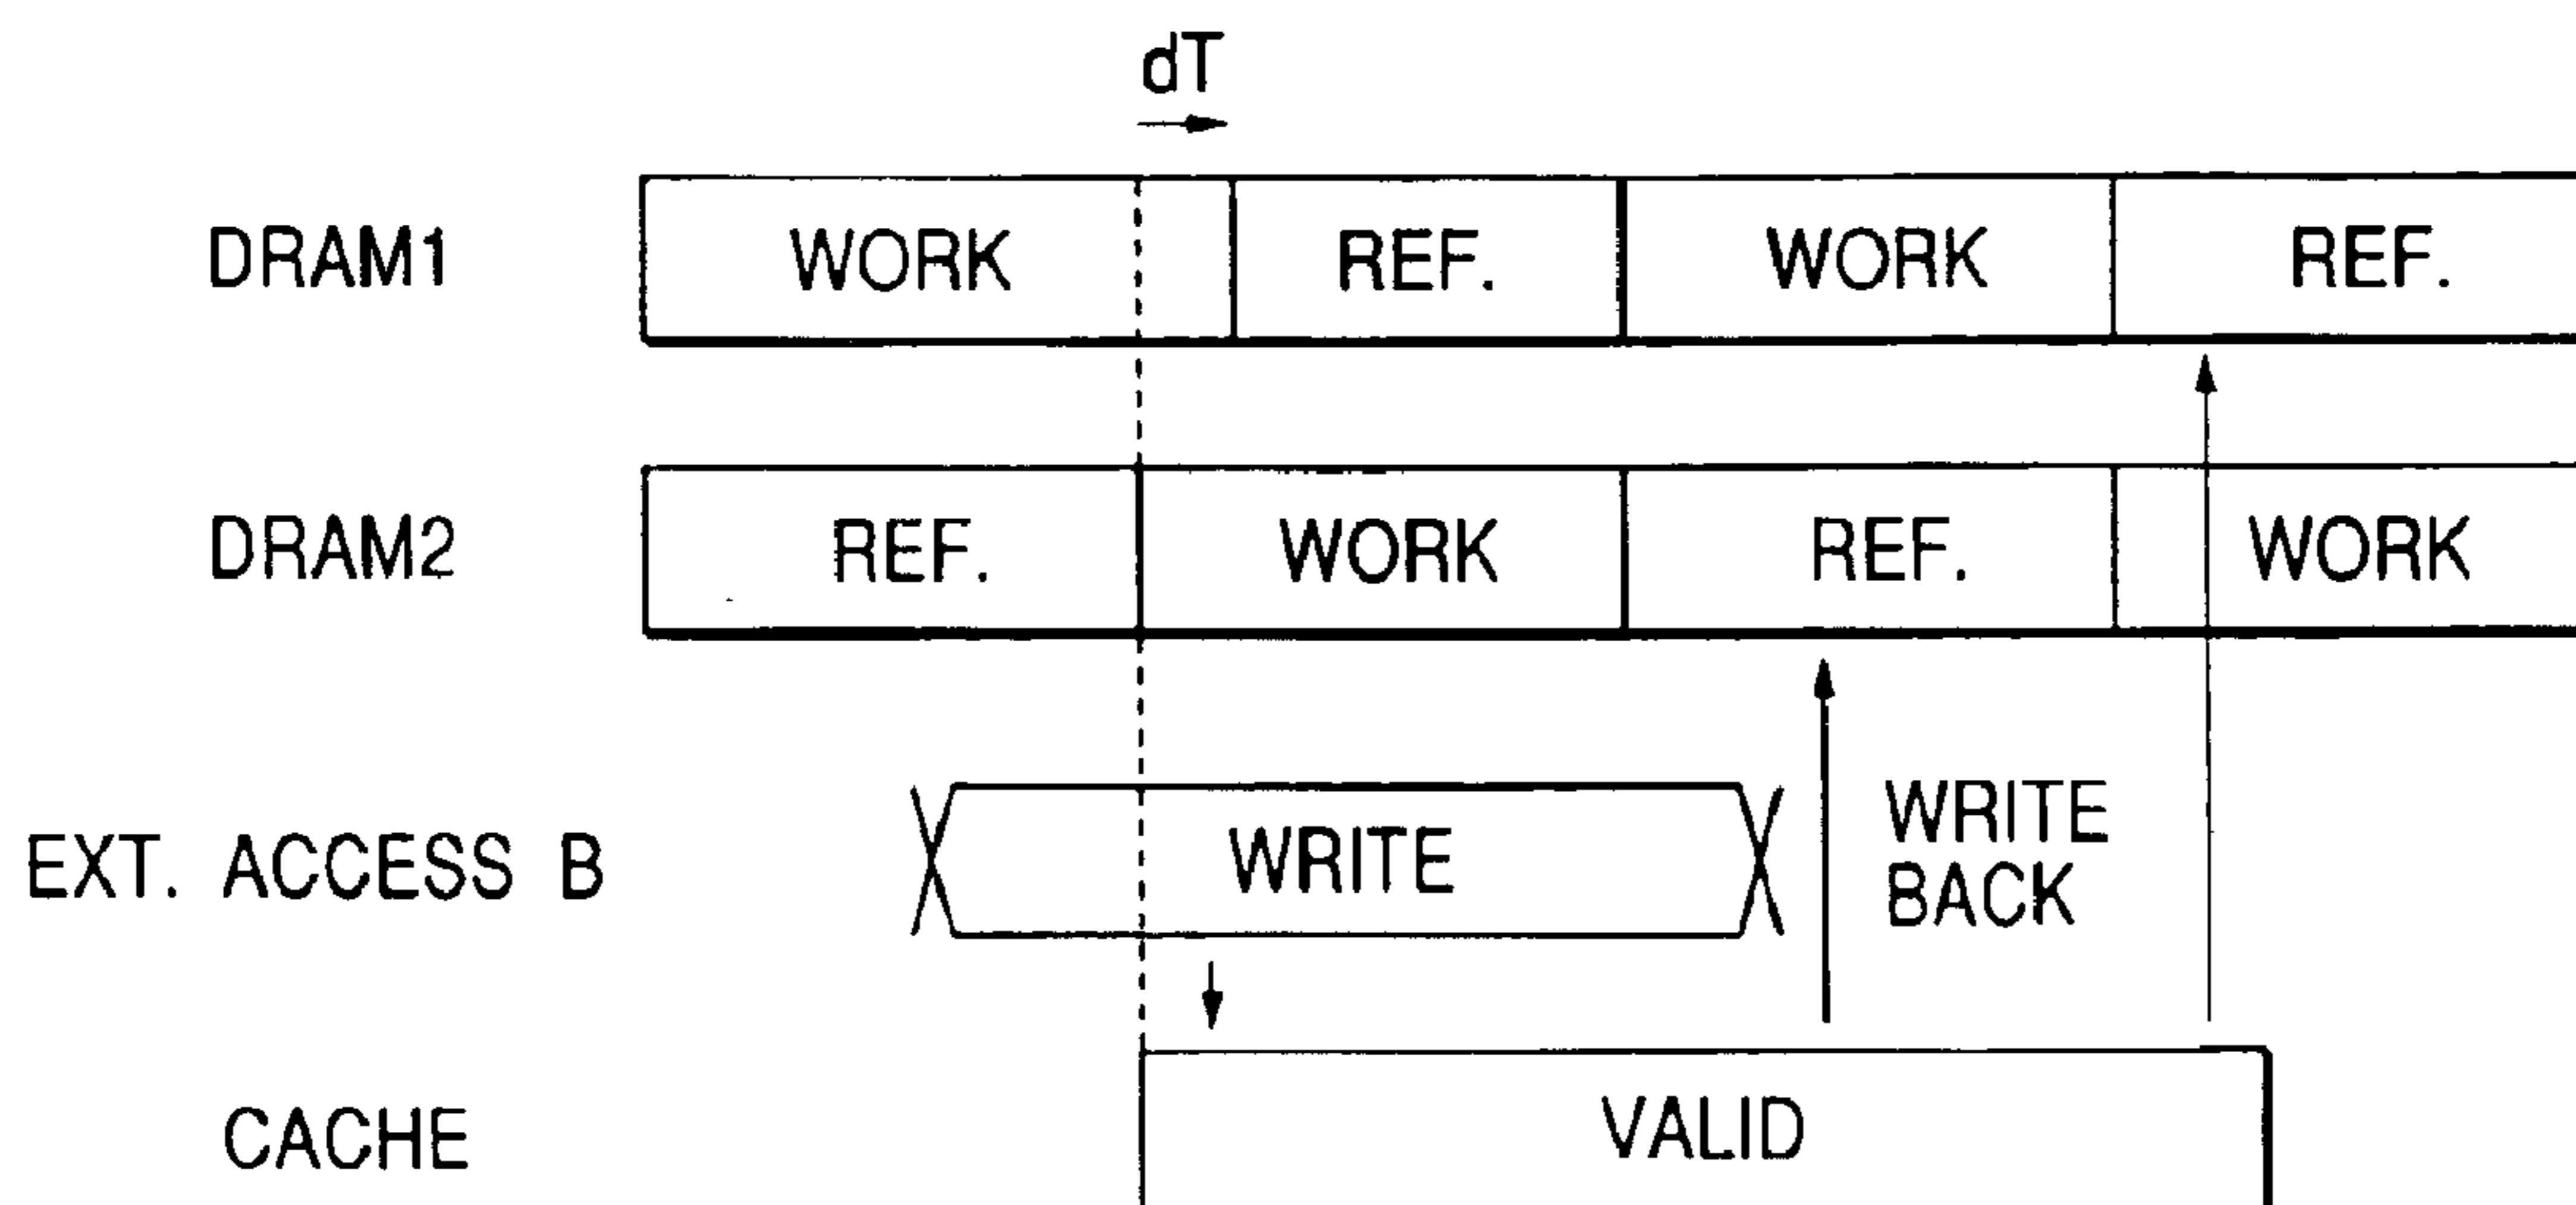 dT
DRAM1 WORK REF. WORK REF.
DRAM2 REF. WORK REF. WORK
EXT. ACCESS B WRITE WRITE
BACK
CACHE VALID